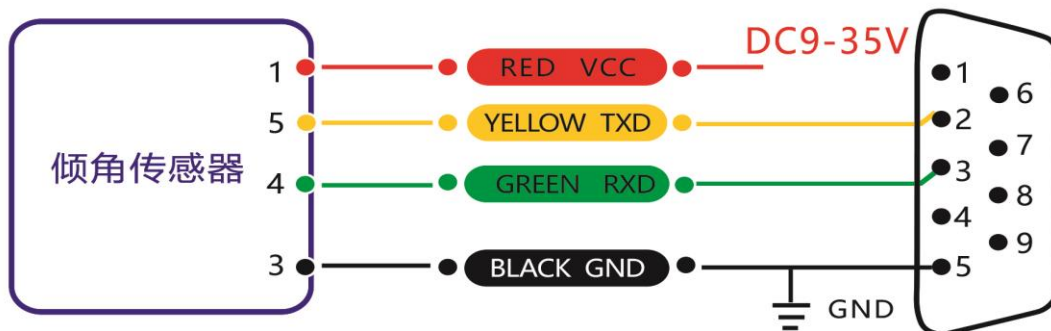 DC9-35V
1 RED VCC 1
6
5 YELLOW TXD 2
7
倾角传感器
4 GREEN RXD 3
8
4
9
3 BLACK GND 5
GND